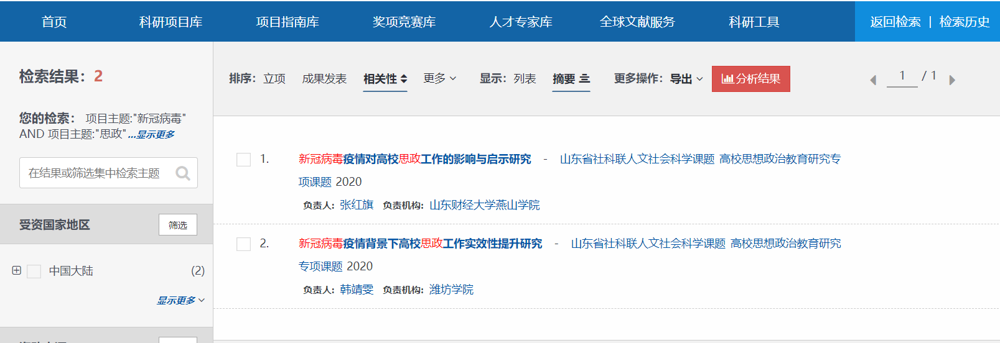 首页 科研项目库 项目指南库 奖项竞赛库 人才专家库 全球文献服务 科研工具 返回检索 | 检索历史
检索结果：2
排序： 立项 成果发表 相关性 更多 显示： 列表 摘要 更多操作： 导出 分析结果 1 / 1
您的检索： 项目主题:"新冠病毒"
AND 项目主题:"思政"...显示更多
在结果或筛选集中检索主题
受资国家地区 筛选
中国大陆 (2)
显示更多
1. 新冠病毒疫情对高校思政工作的影响与启示研究 - 山东省社科联人文社会科学课题 高校思想政治教育研究专
项课题 2020
负责人: 张红旗 负责机构: 山东财经大学燕山学院
2. 新冠病毒疫情背景下高校思政工作实效性提升研究 - 山东省社科联人文社会科学课题 高校思想政治教育研究
专项课题 2020
负责人: 韩靖雯 负责机构: 潍坊学院